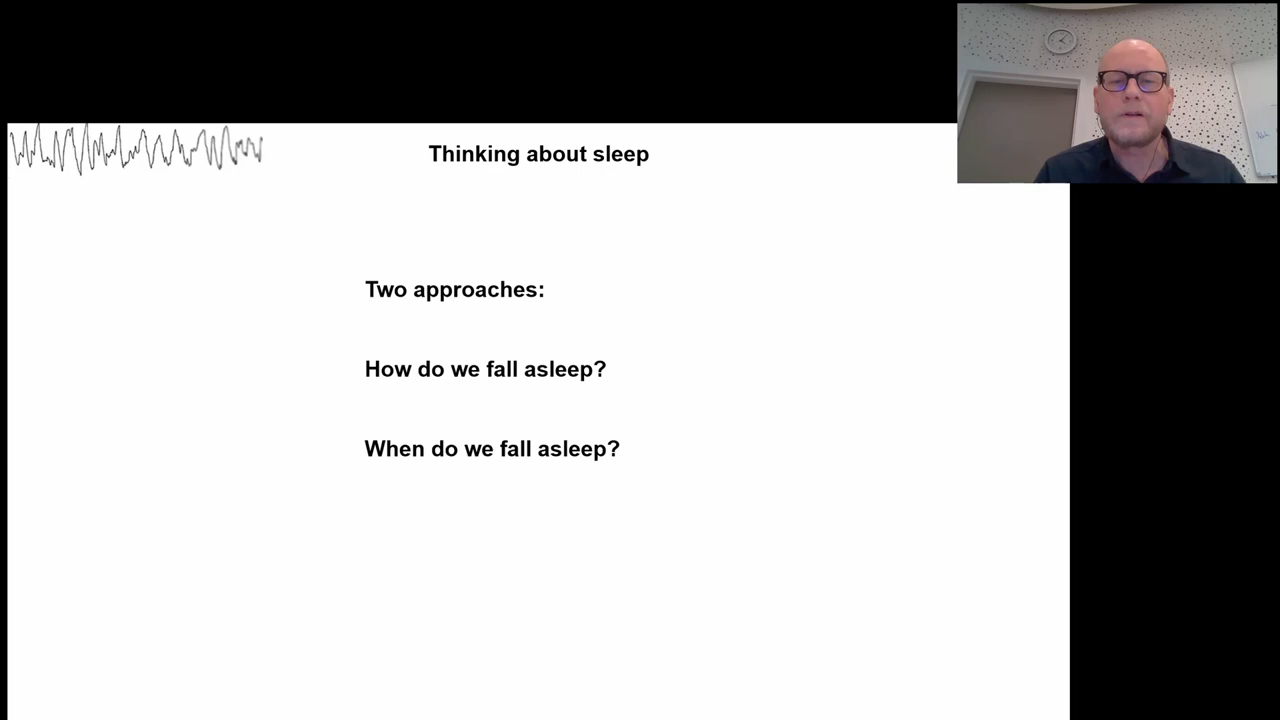 Thinking about sleep
Two approaches:
How do we fall asleep?
When do we fall asleep?